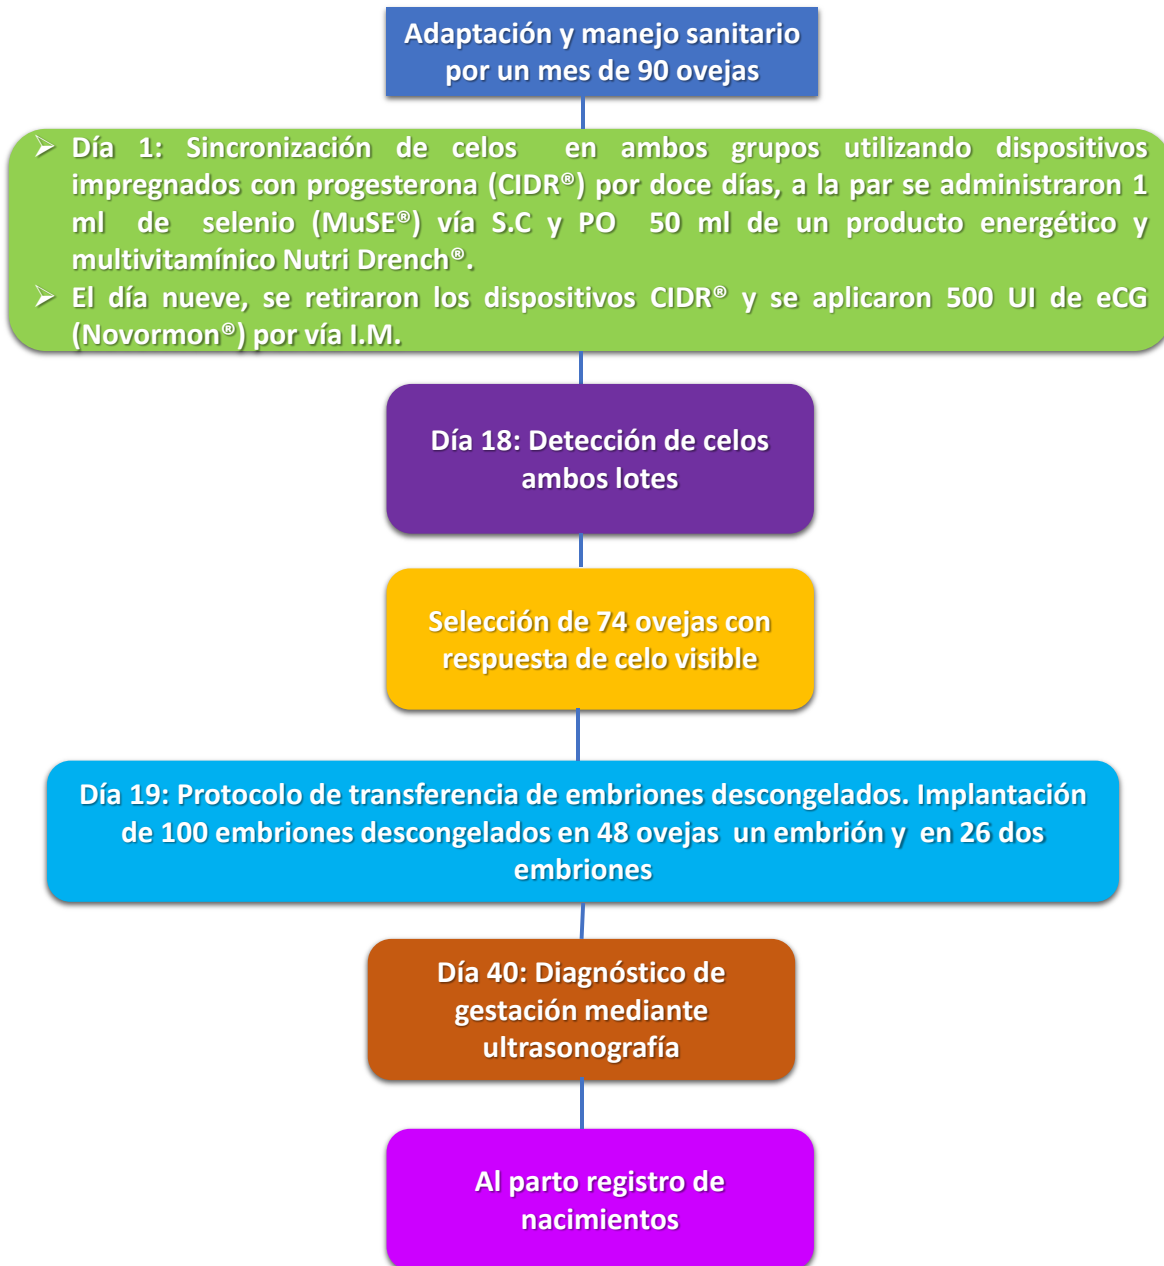 Adaptación y manejo sanitario
por un mes de 90 ovejas
➢ Día 1: Sincronización de celos en ambos grupos utilizando dispositivos
impregnados con progesterona (CIDR®) por doce días, a la par se administraron 1
ml de selenio (MuSE®) vía S.C y PO 50 ml de un producto energético y
multivitamínico Nutri Drench®.
➢ El día nueve, se retiraron los dispositivos CIDR® y se aplicaron 500 UI de eCG
(Novormon®) por vía I.M.
Día 18: Detección de celos
ambos lotes
Selección de 74 ovejas con
respuesta de celo visible
Día 19: Protocolo de transferencia de embriones descongelados. Implantación
de 100 embriones descongelados en 48 ovejas un embrión y en 26 dos
embriones
Día 40: Diagnóstico de
gestación mediante
ultrasonografía
Al parto registro de
nacimientos